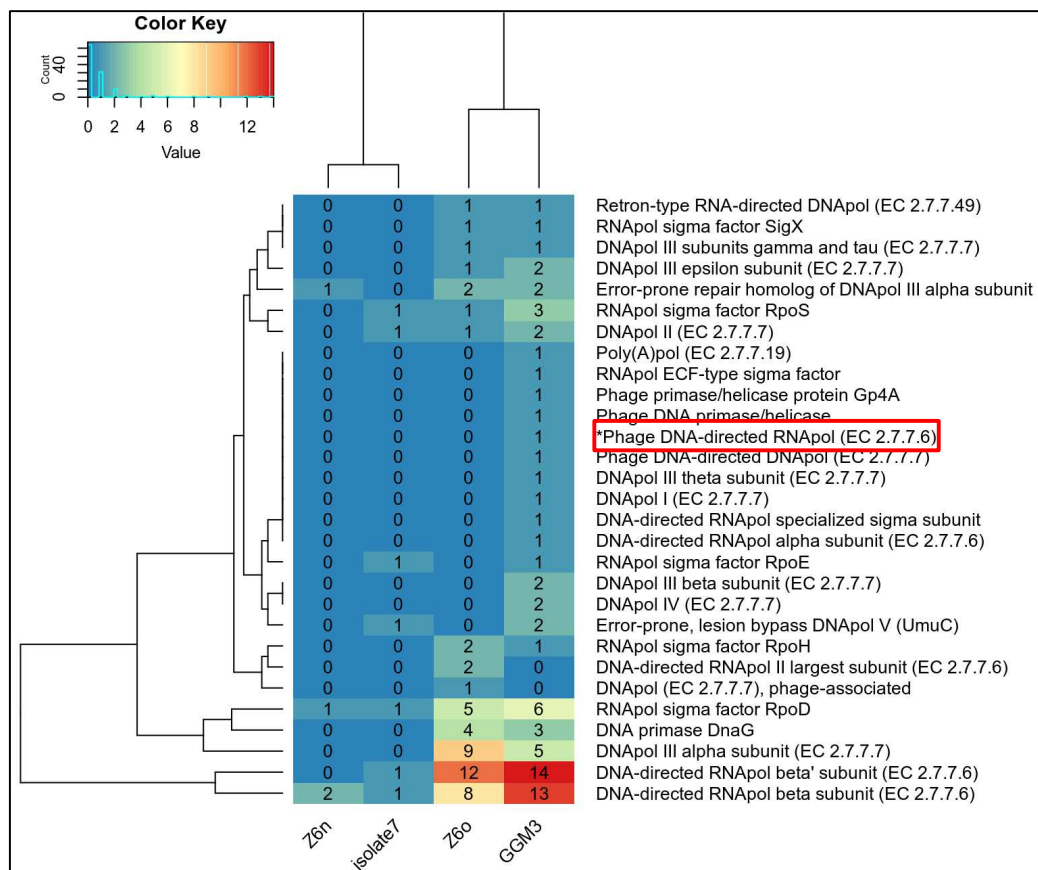 Color Key
Count
0 40
0 2 4 6 8 12
Value
0 0 1 1 Retron-type RNA-directed DNApol (EC 2.7.7.49)
0 0 1 1 RNApol sigma factor SigX
0 0 1 1 DNApol III subunits gamma and tau (EC 2.7.7.7)
0 0 1 2 DNApol III epsilon subunit (EC 2.7.7.7)
1 0 2 2 Error-prone repair homolog of DNApol III alpha subunit
0 1 1 3 RNApol sigma factor RpoS
0 1 1 2 DNApol II (EC 2.7.7.7)
0 0 0 1 Poly(A)pol (EC 2.7.7.19)
0 0 0 1 RNApol ECF-type sigma factor
0 0 0 1 Phage primase/helicase protein Gp4A
0 0 0 1 Phage DNA primase/helicase
0 0 0 1 *Phage DNA-directed RNApol (EC 2.7.7.6)
0 0 0 1 Phage DNA-directed DNApol (EC 2.7.7.7)
0 0 0 1 DNApol III theta subunit (EC 2.7.7.7)
0 0 0 1 DNApol I (EC 2.7.7.7)
0 0 0 1 DNA-directed RNApol specialized sigma subunit
0 0 0 1 DNA-directed RNApol alpha subunit (EC 2.7.7.6)
0 1 0 1 RNApol sigma factor RpoE
0 0 0 2 DNApol III beta subunit (EC 2.7.7.7)
0 0 0 2 DNApol IV (EC 2.7.7.7)
0 1 0 2 Error-prone, lesion bypass DNApol V (UmuC)
0 0 2 1 RNApol sigma factor RpoH
0 0 2 0 DNA-directed RNApol II largest subunit (EC 2.7.7.6)
0 0 1 0 DNApol (EC 2.7.7.7), phage-associated
1 1 5 6 RNApol sigma factor RpoD
0 0 4 3 DNA primase DnaG
0 0 9 5 DNApol III alpha subunit (EC 2.7.7.7)
0 1 12 14 DNA-directed RNApol beta' subunit (EC 2.7.7.6)
2 1 8 13 DNA-directed RNApol beta subunit (EC 2.7.7.6)
Z6n isolate7 Z6o GGM3